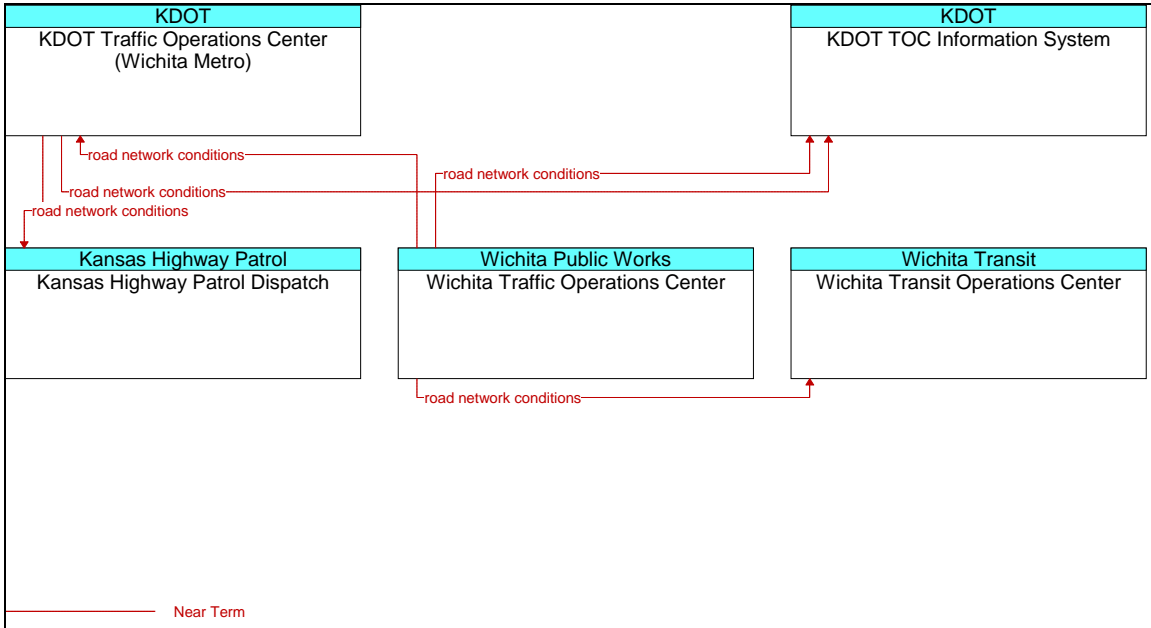 KDOT
KDOT Traffic Operations Center
(Wichita Metro)
KDOT
KDOT TOC Information System
road network conditions
road network conditions
road network conditions
road network conditions
Kansas Highway Patrol
Kansas Highway Patrol Dispatch
Wichita Public Works
Wichita Traffic Operations Center
Wichita Transit
Wichita Transit Operations Center
road network conditions
Near Term